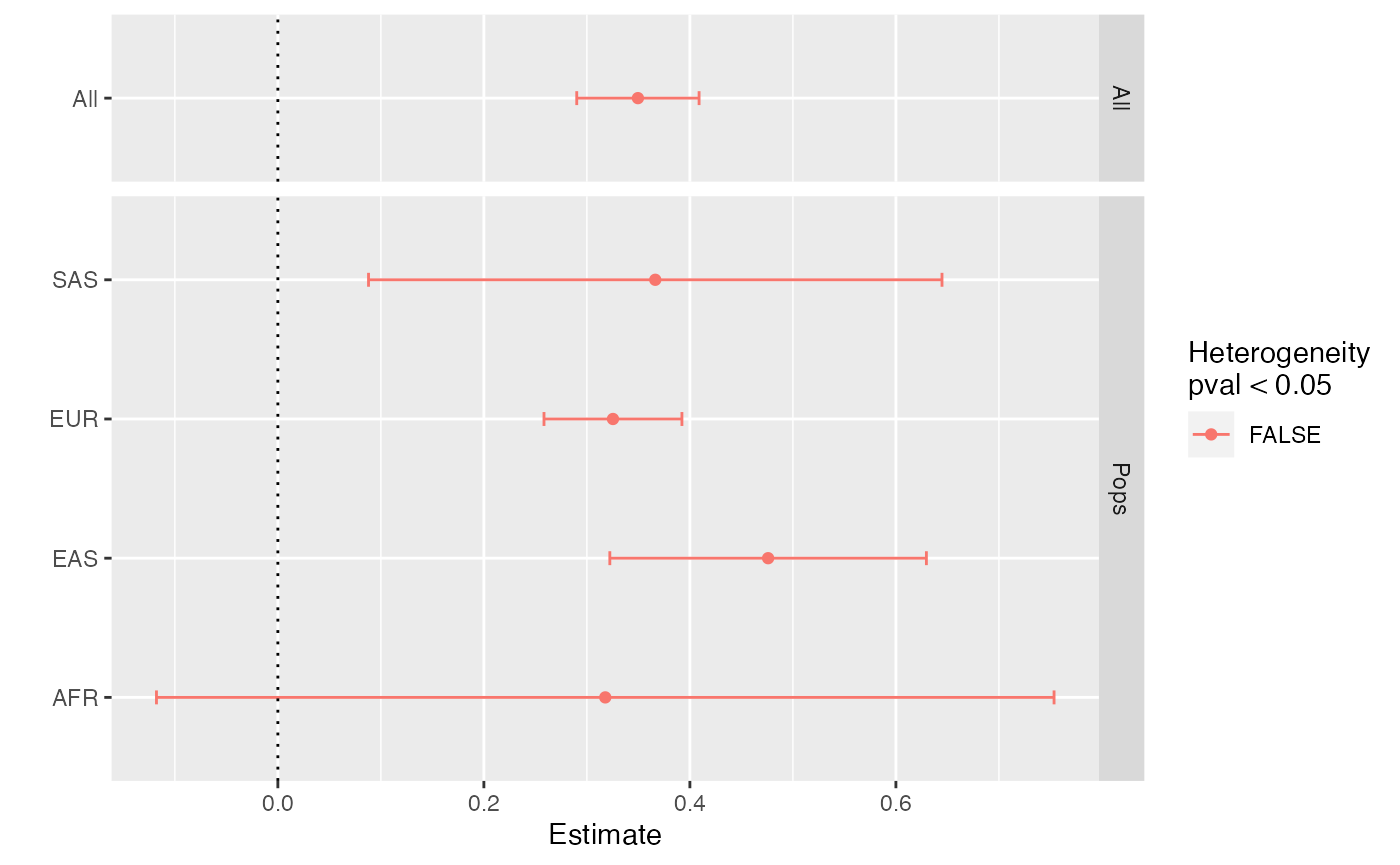 All
All
SAS
EUR
EAS
AFR
Pops
0.0 0.2 0.4 0.6
Estimate
Heterogeneity
pval < 0.05
FALSE